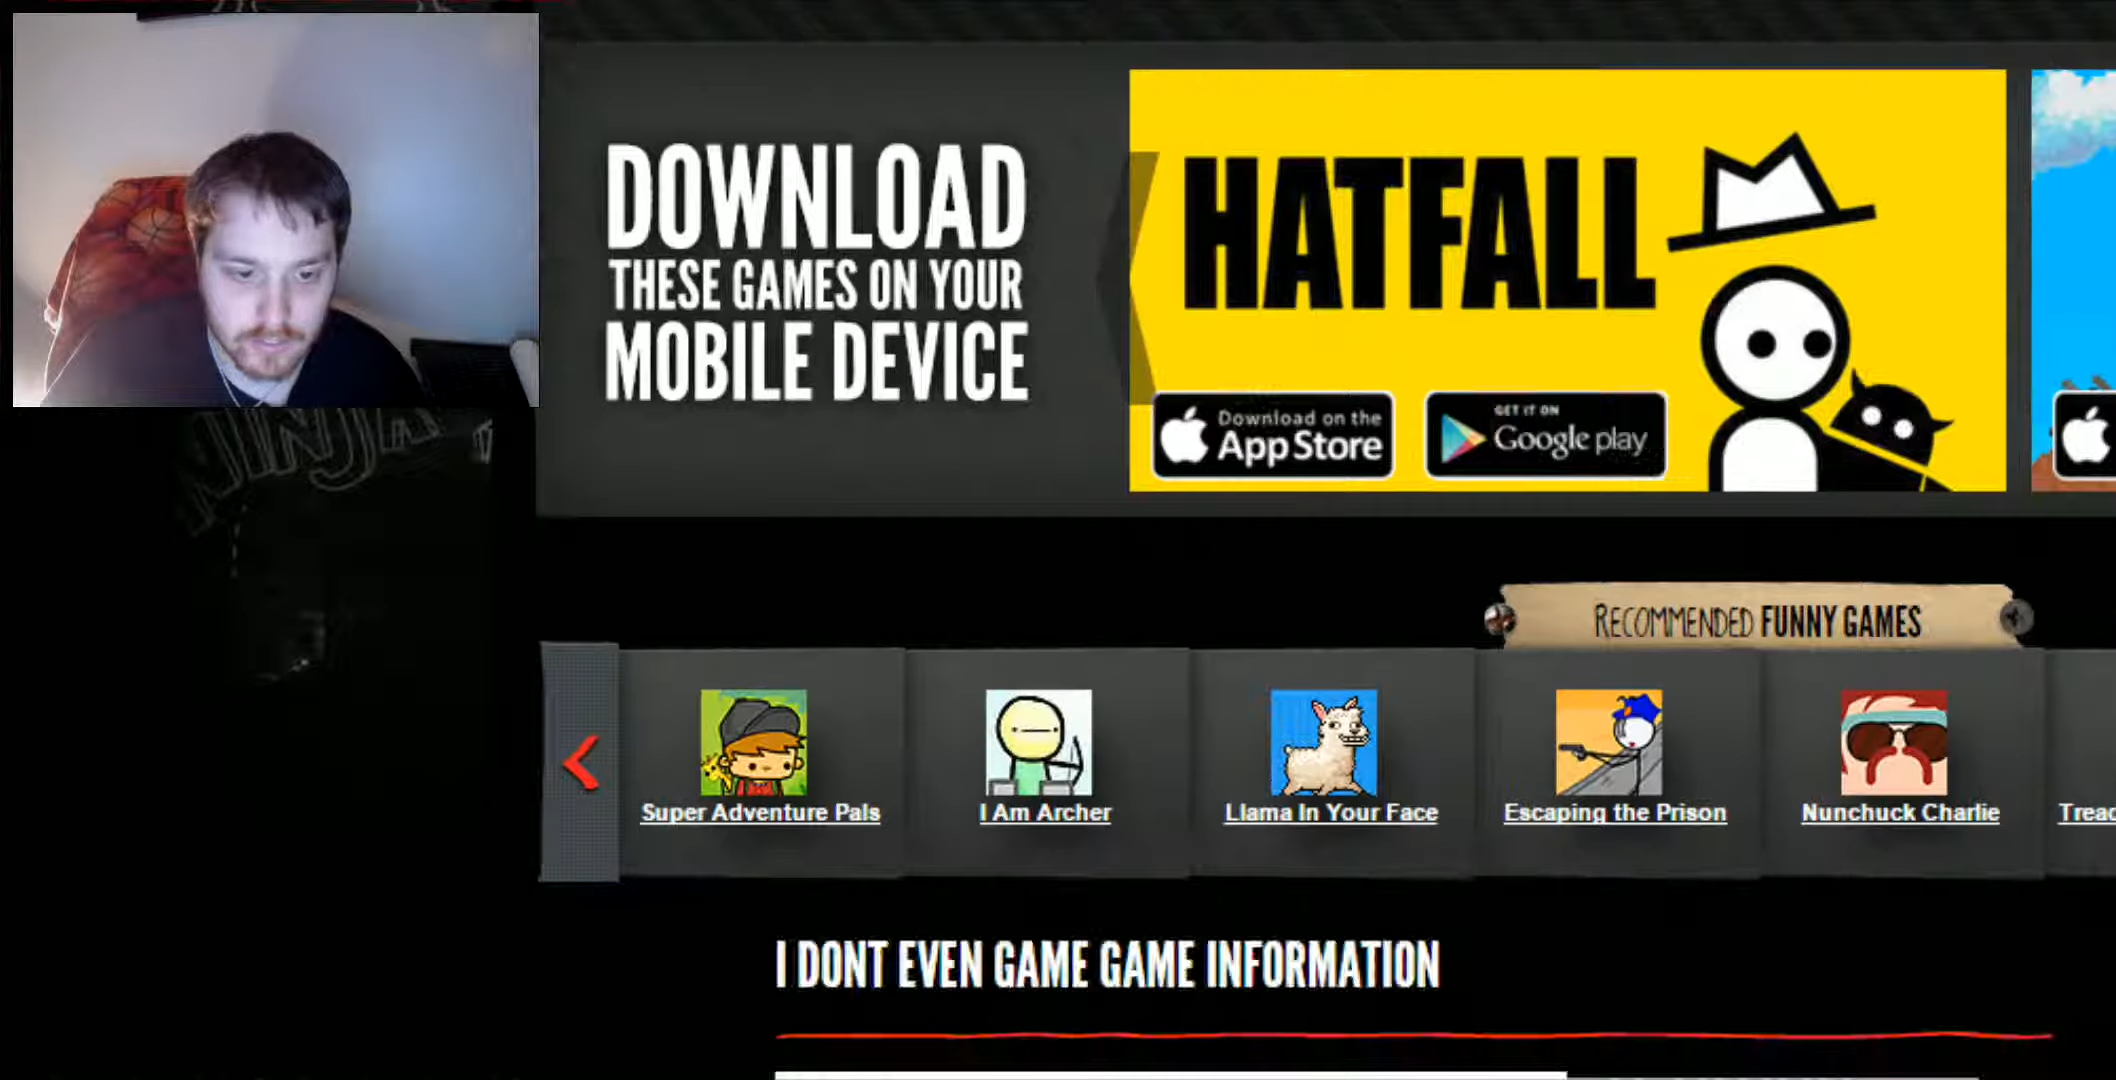 DOWNLOAD
THESE GAMES ON YOUR
MOBILE DEVICE
HATFALL
Download on the
App Store
GET IT ON
Google play
NINJA
RECOMMENDED FUNNY GAMES
Super Adventure Pals
I Am Archer
Llama In Your Face
Escaping the Prison
Nunchuck Charlie
I DONT EVEN GAME GAME INFORMATION